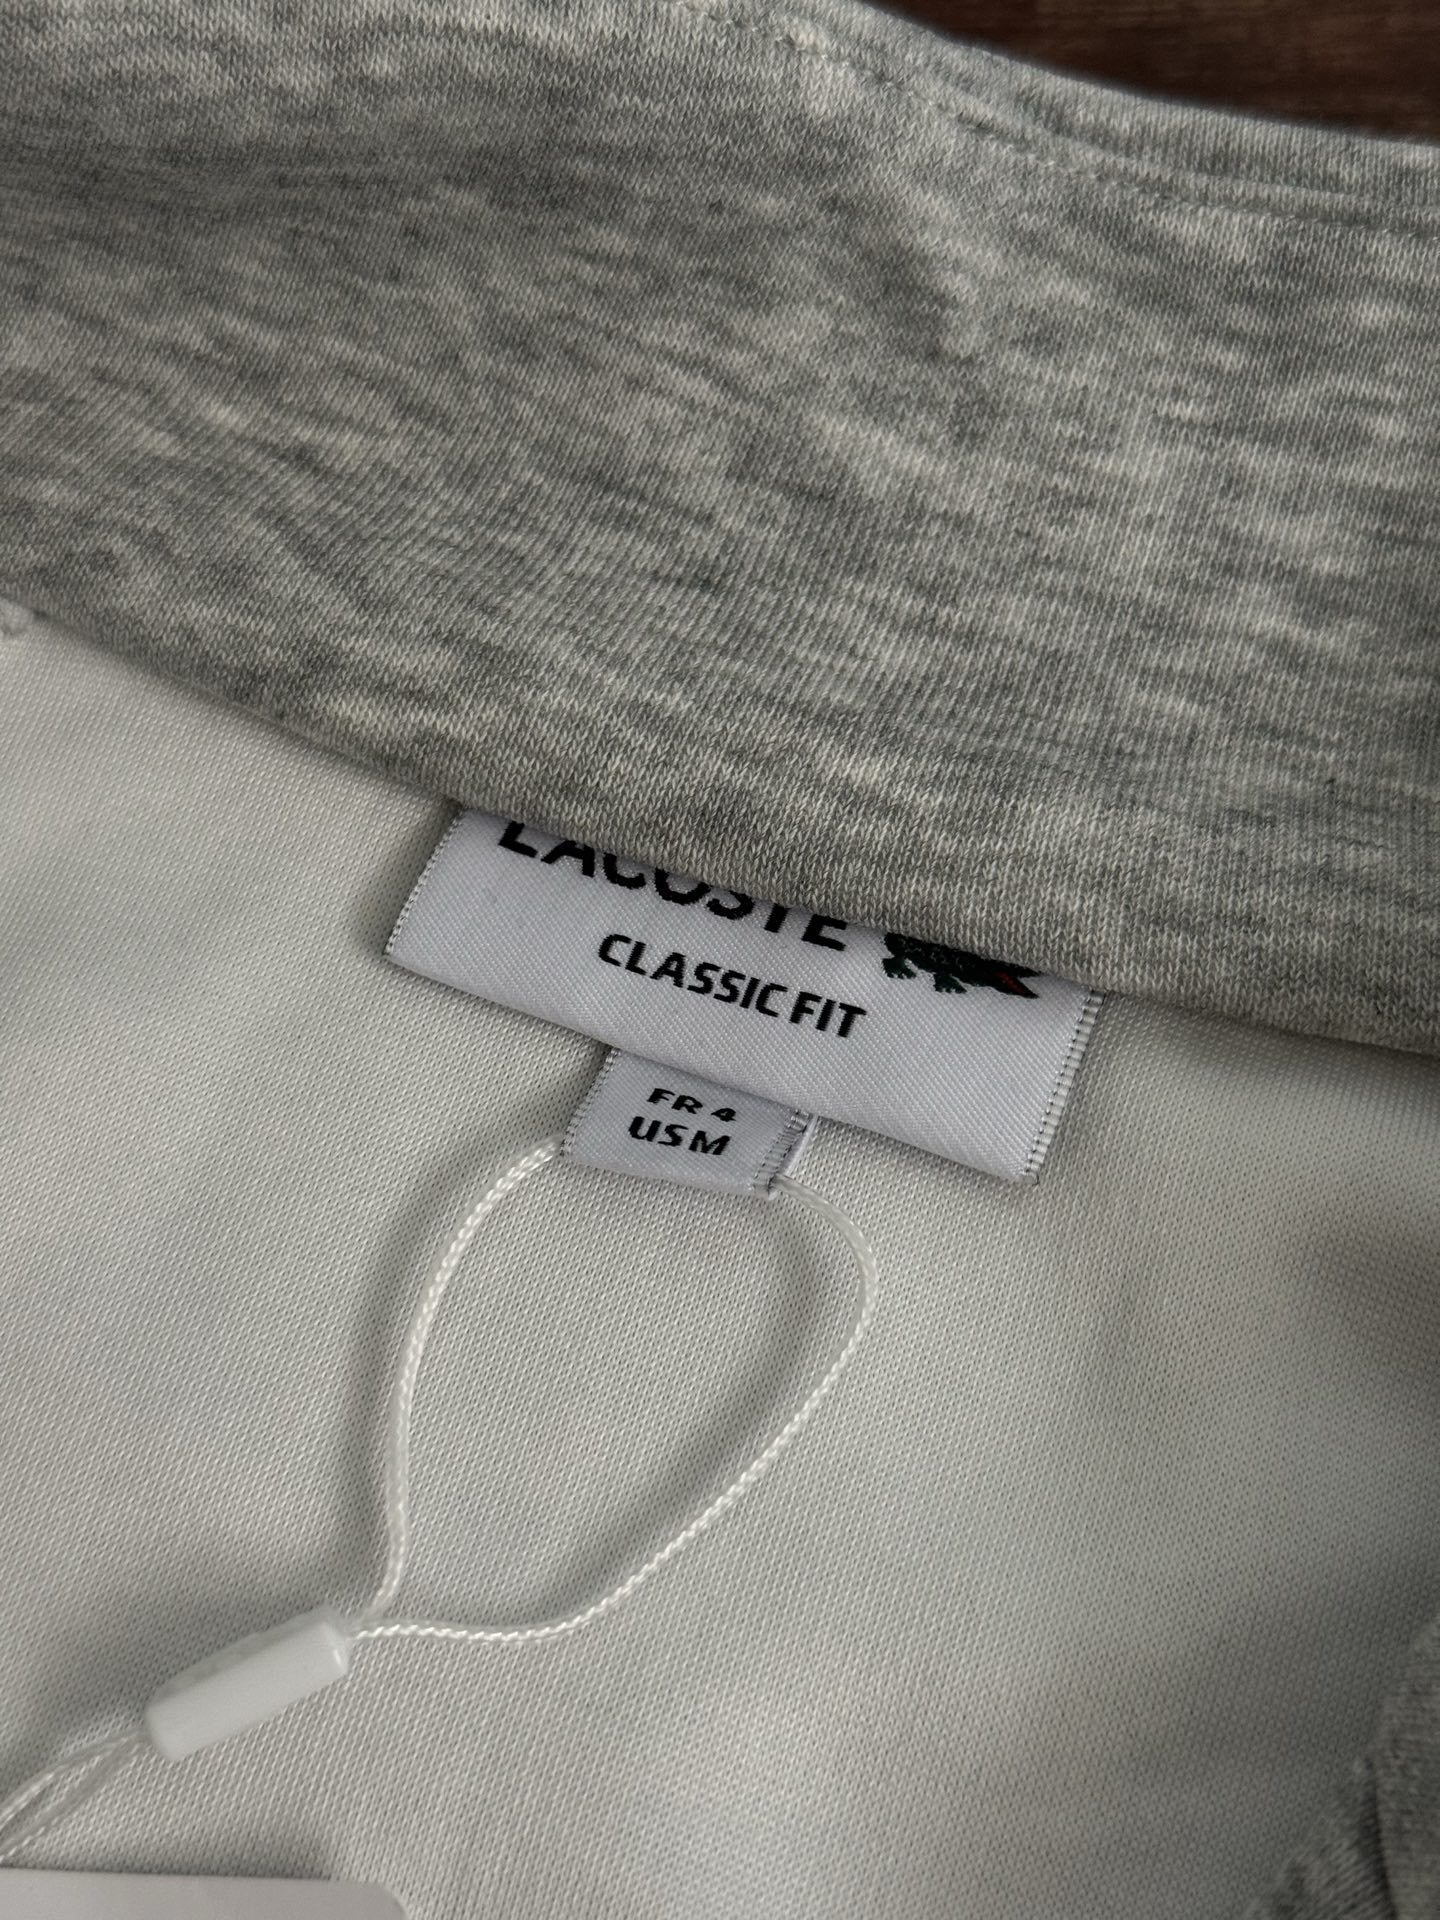 LACOSTE
CLASSIC FIT
FR 4
US M